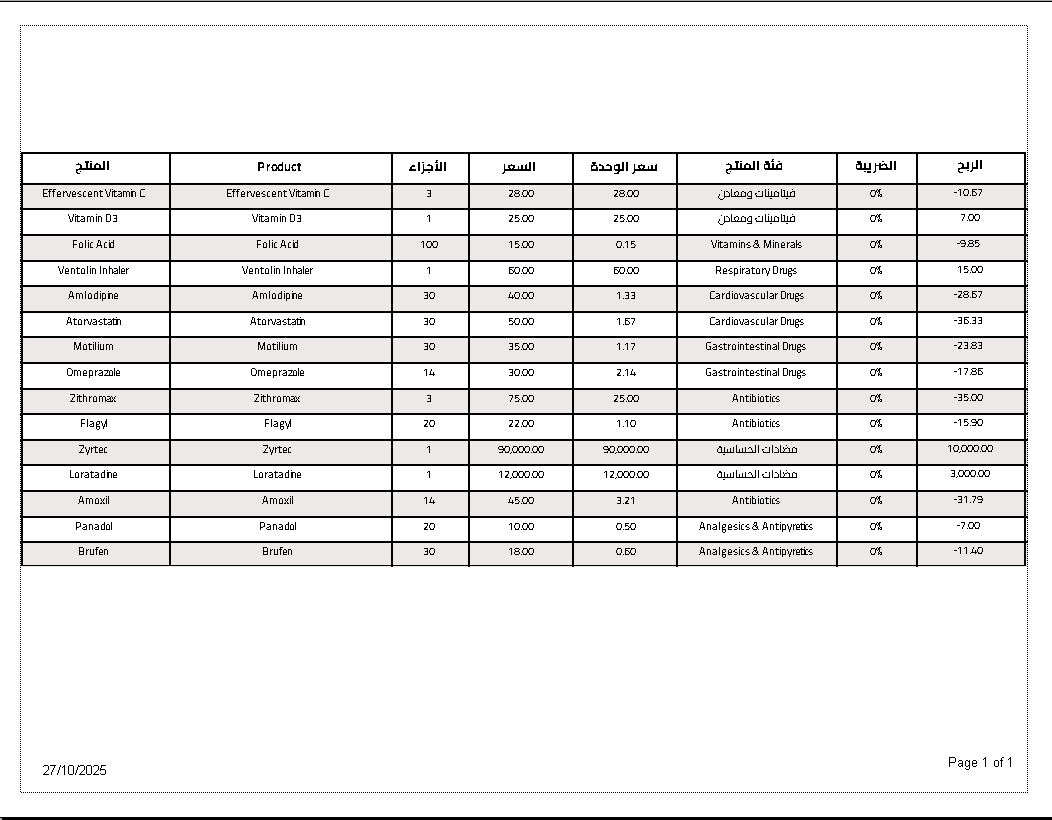 المنتج Product الأجزاء السعر سعر الوحدة فئة المنتج الضريبة الربح
Effervescent Vitamin C Effervescent Vitamin C 3 28.00 28.00 فيتامينات ومعادن 0% -10.67
Vitamin D3 Vitamin D3 1 25.00 25.00 فيتامينات ومعادن 0% 7.00
Folic Acid Folic Acid 100 15.00 0.15 Vitamins & Minerals 0% -9.85
Ventolin Inhaler Ventolin Inhaler 1 60.00 60.00 Respiratory Drugs 0% 15.00
Amlodipine Amlodipine 30 40.00 1.33 Cardiovascular Drugs 0% -28.67
Atorvastatin Atorvastatin 30 50.00 1.67 Cardiovascular Drugs 0% -36.33
Motilium Motilium 30 35.00 1.17 Gastrointestinal Drugs 0% -23.83
Omeprazole Omeprazole 14 30.00 2.14 Gastrointestinal Drugs 0% -17.86
Zithromax Zithromax 3 75.00 25.00 Antibiotics 0% -35.00
Flagyl Flagyl 20 22.00 1.10 Antibiotics 0% -15.90
Zyrtec Zyrtec 1 90,000.00 90,000.00 مضادات الحساسية 0% 10,000.00
Loratadine Loratadine 1 12,000.00 12,000.00 مضادات الحساسية 0% 3,000.00
Amoxil Amoxil 14 45.00 3.21 Antibiotics 0% -31.79
Panadol Panadol 20 10.00 0.50 Analgesics & Antipyretics 0% -7.00
Brufen Brufen 30 18.00 0.60 Analgesics & Antipyretics 0% -11.40
27/10/2025 Page 1 of 1